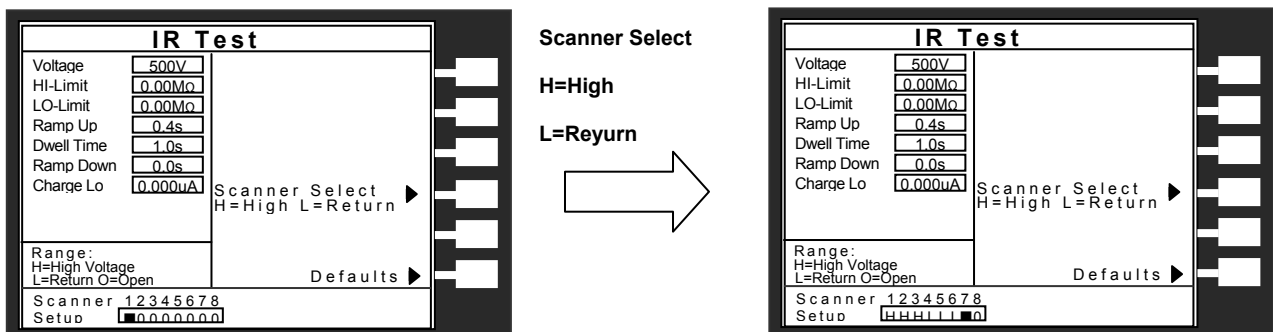 IR Test
Voltage 500V
HI-Limit 0.00MΩ
LO-Limit 0.00MΩ
Ramp Up 0.4s
Dwell Time 1.0s
Ramp Down 0.0s
Charge Lo 0.000uA
Scanner Select
H=High L=Return
Range:
H=High Voltage
L=Return O=Open
Defaults
Scanner 12345678
Setup ■0000000
Scanner Select
H=High
L=Reyurn
IR Test
Voltage 500V
HI-Limit 0.00MΩ
LO-Limit 0.00MΩ
Ramp Up 0.4s
Dwell Time 1.0s
Ramp Down 0.0s
Charge Lo 0.000uA
Scanner Select
H=High L=Return
Range:
H=High Voltage
L=Return O=Open
Defaults
Scanner 12345678
Setup HHHLLL■0